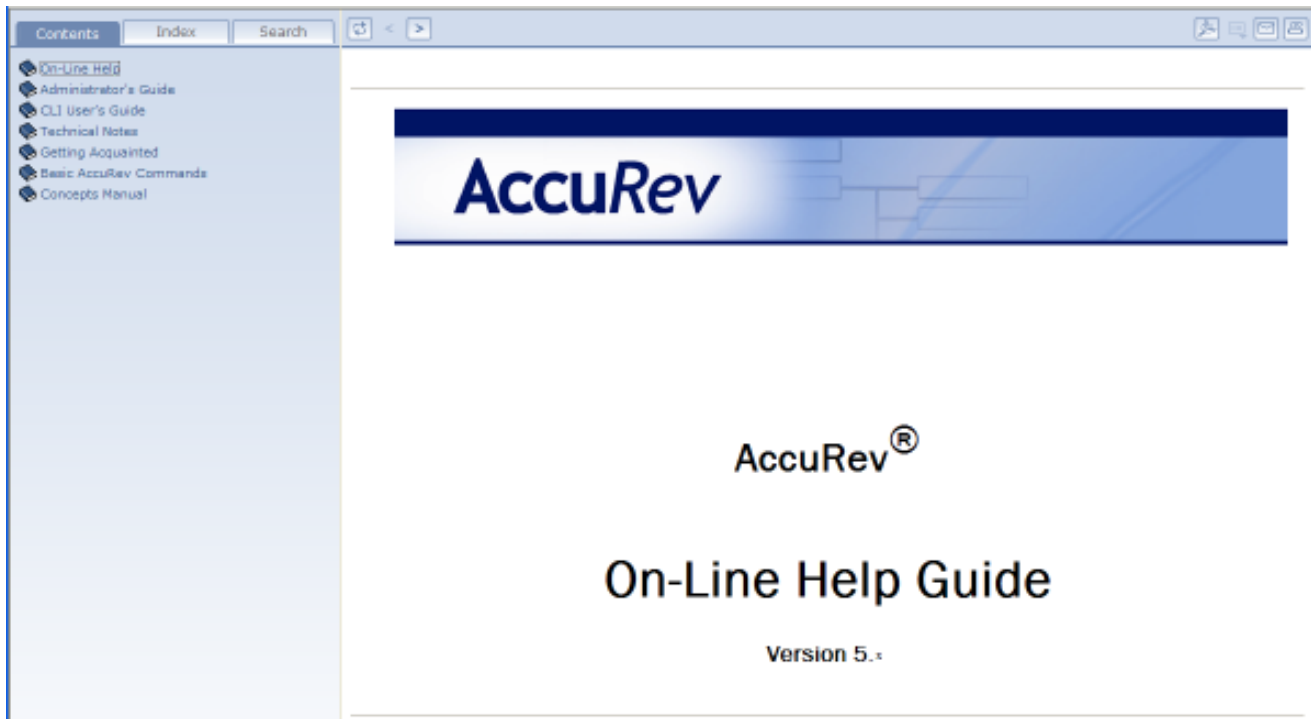 Contents Index Search
On-Line Help
Administrator's Guide
CLI User's Guide
Technical Notes
Getting Acquainted
Basic AccuRev Commands
Concepts Manual
AccuRev
AccuRev®
On-Line Help Guide
Version 5.x